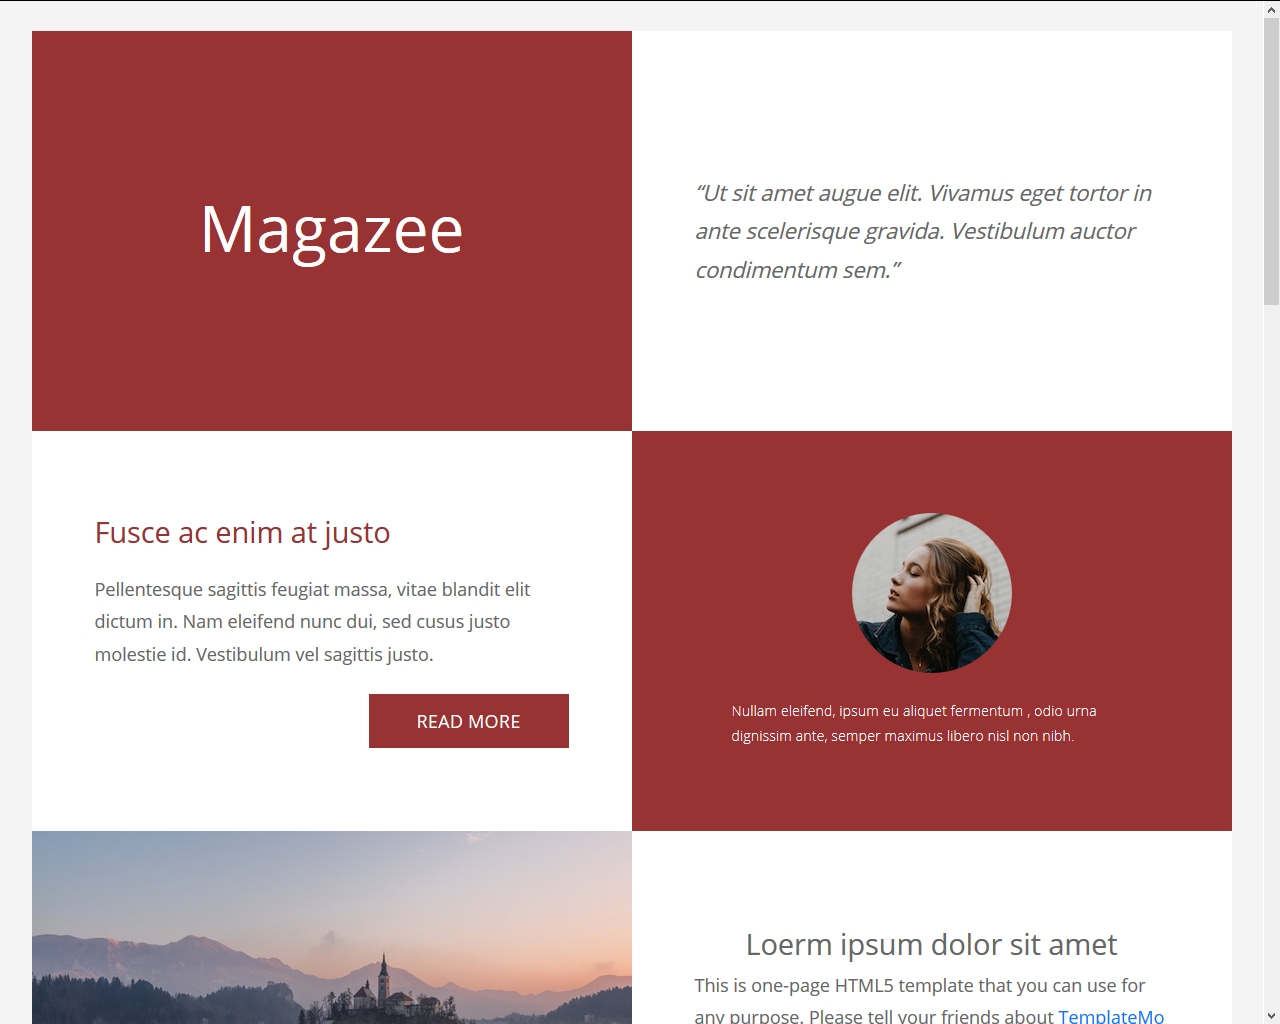 Magazee
“Ut sit amet augue elit. Vivamus eget tortor in
ante scelerisque gravida. Vestibulum auctor
condimentum sem.”
Fusce ac enim at justo
Pellentesque sagittis feugiat massa, vitae blandit elit
dictum in. Nam eleifend nunc dui, sed cusus justo
molestie id. Vestibulum vel sagittis justo.
READ MORE
Nullam eleifend, ipsum eu aliquet fermentum , odio urna
dignissim ante, semper maximus libero nisl non nibh.
Loerm ipsum dolor sit amet
This is one-page HTML5 template that you can use for
any purpose. Please tell your friends about TemplateMo